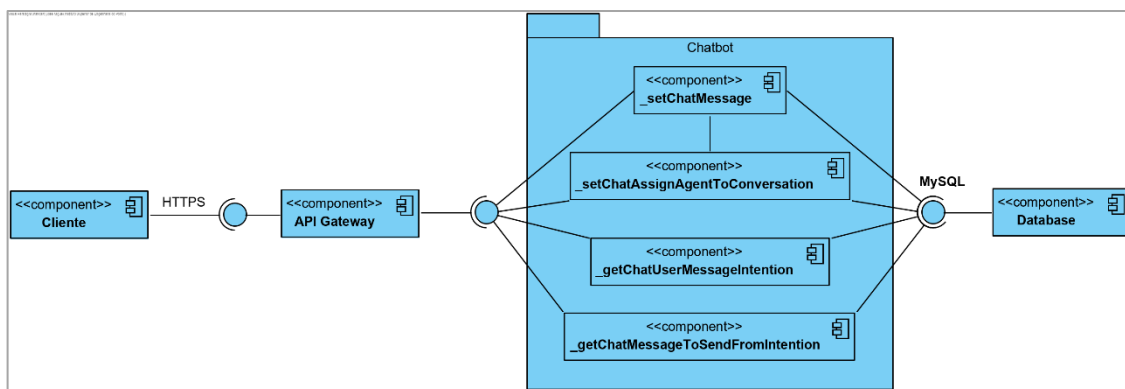 Chatbot
<<component>>
_setChatMessage
<<component>>
_setChatAssignAgentToConversation
MySQL
<<component>>
Cliente
HTTPS
<<component>>
API Gateway
<<component>>
Database
<<component>>
_getChatUserMessageIntention
<<component>>
_getChatMessageToSendFromIntention